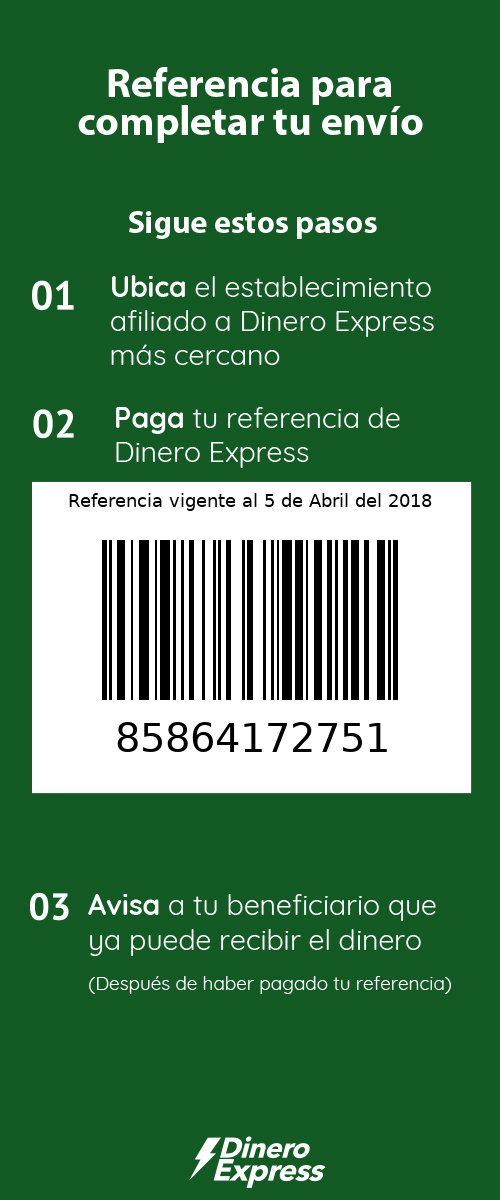 Referencia para
completar tu envío
Sigue estos pasos
01
Ubica el establecimiento
afiliado a Dinero Express
más cercano
02
Paga tu referencia de
Dinero Express
Referencia vigente al 5 de Abril del 2018
85864172751
03
Avisa a tu beneficiario que
ya puede recibir el dinero
(Después de haber pagado tu referencia)
Dinero
Express